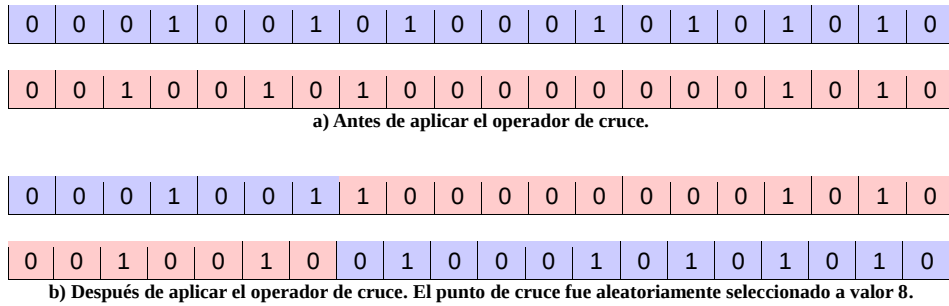 0 0 0 1 0 0 1 0 1 0 0 0 1 0 1 0 1 0 1 0
0 0 1 0 0 1 0 1 0 0 0 0 0 0 0 0 1 0 1 0
a) Antes de aplicar el operador de cruce.
0 0 0 1 0 0 1 1 0 0 0 0 0 0 0 0 1 0 1 0
0 0 1 0 0 1 0 0 1 0 0 0 1 0 1 0 1 0 1 0
b) Después de aplicar el operador de cruce. El punto de cruce fue aleatoriamente seleccionado a valor 8.